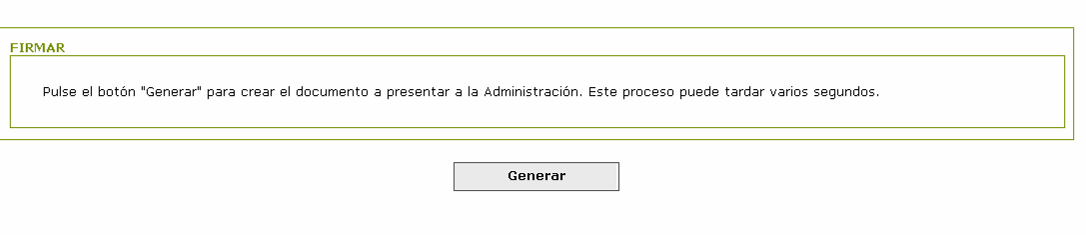 FIRMAR
Pulse el botón "Generar" para crear el documento a presentar a la Administración. Este proceso puede tardar varios segundos.
Generar